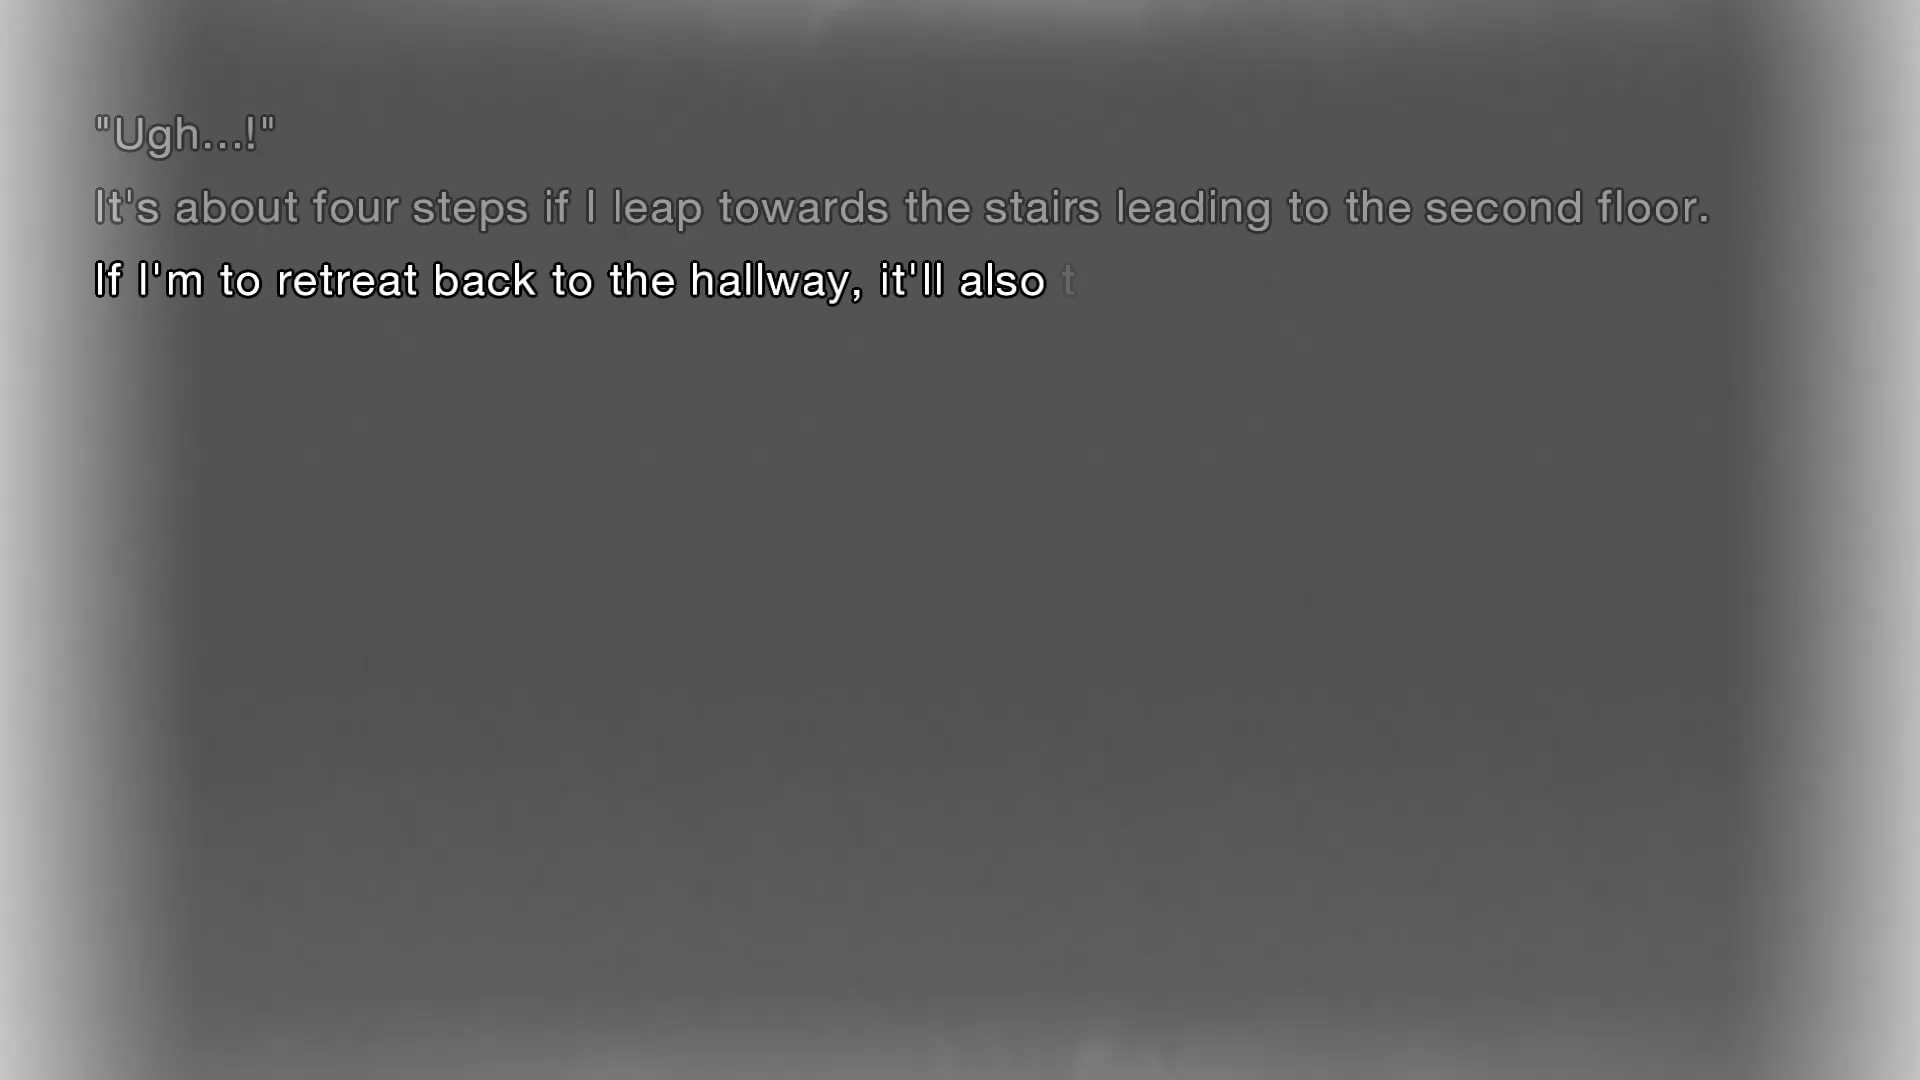 "Ugh...!"
It's about four steps if I leap towards the stairs leading to the second floor.
If I'm to retreat back to the hallway, it'll also t